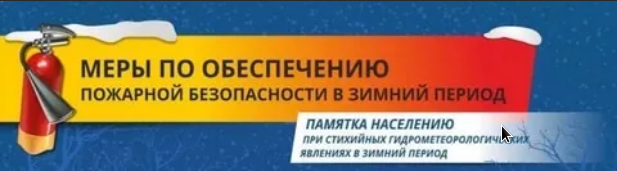 МЕРЫ ПО ОБЕСПЕЧЕНИЮ
ПОЖАРНОЙ БЕЗОПАСНОСТИ В ЗИМНИЙ ПЕРИОД
ПАМЯТКА НАСЕЛЕНИЮ
ПРИ СТИХИЙНЫХ ГИДРОМЕТЕОРОЛОГИЧЕСКИХ
ЯВЛЕНИЯХ В ЗИМНИЙ ПЕРИОД